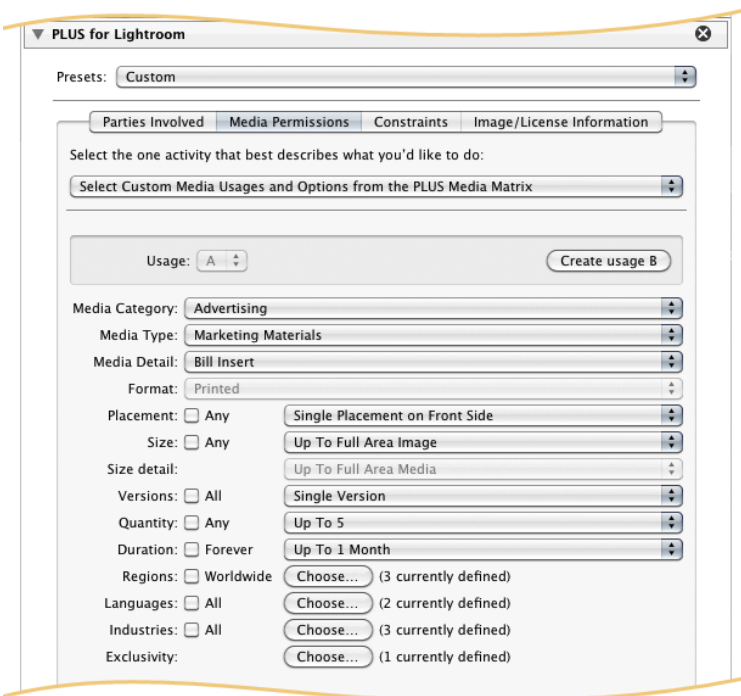 PLUS for Lightroom
Presets: Custom
Parties Involved Media Permissions Constraints Image/License Information
Select the one activity that best describes what you'd like to do:
Select Custom Media Usages and Options from the PLUS Media Matrix
Usage: A Create usage B
Media Category: Advertising
Media Type: Marketing Materials
Media Detail: Bill Insert
Format: Printed
Placement: Any Single Placement on Front Side
Size: Any Up To Full Area Image
Size detail: Up To Full Area Media
Versions: All Single Version
Quantity: Any Up To 5
Duration: Forever Up To 1 Month
Regions: Worldwide Choose... (3 currently defined)
Languages: All Choose... (2 currently defined)
Industries: All Choose... (3 currently defined)
Exclusivity: Choose... (1 currently defined)